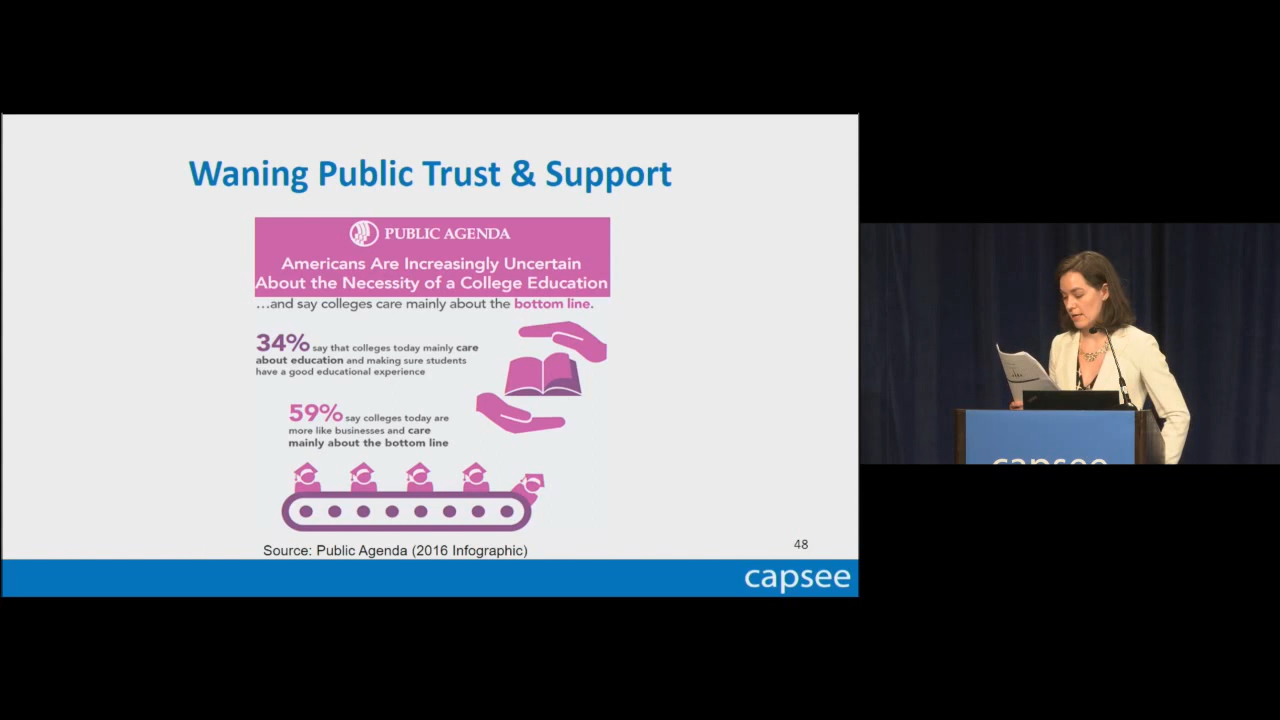 Waning Public Trust & Support
PUBLIC AGENDA
Americans Are Increasingly Uncertain
About the Necessity of a College Education
...and say colleges care mainly about the bottom line.
34% say that colleges today mainly care
about education and making sure students
have a good educational experience
59% say colleges today are
more like businesses and care
mainly about the bottom line
Source: Public Agenda (2016 Infographic)
48
capsee
capsee